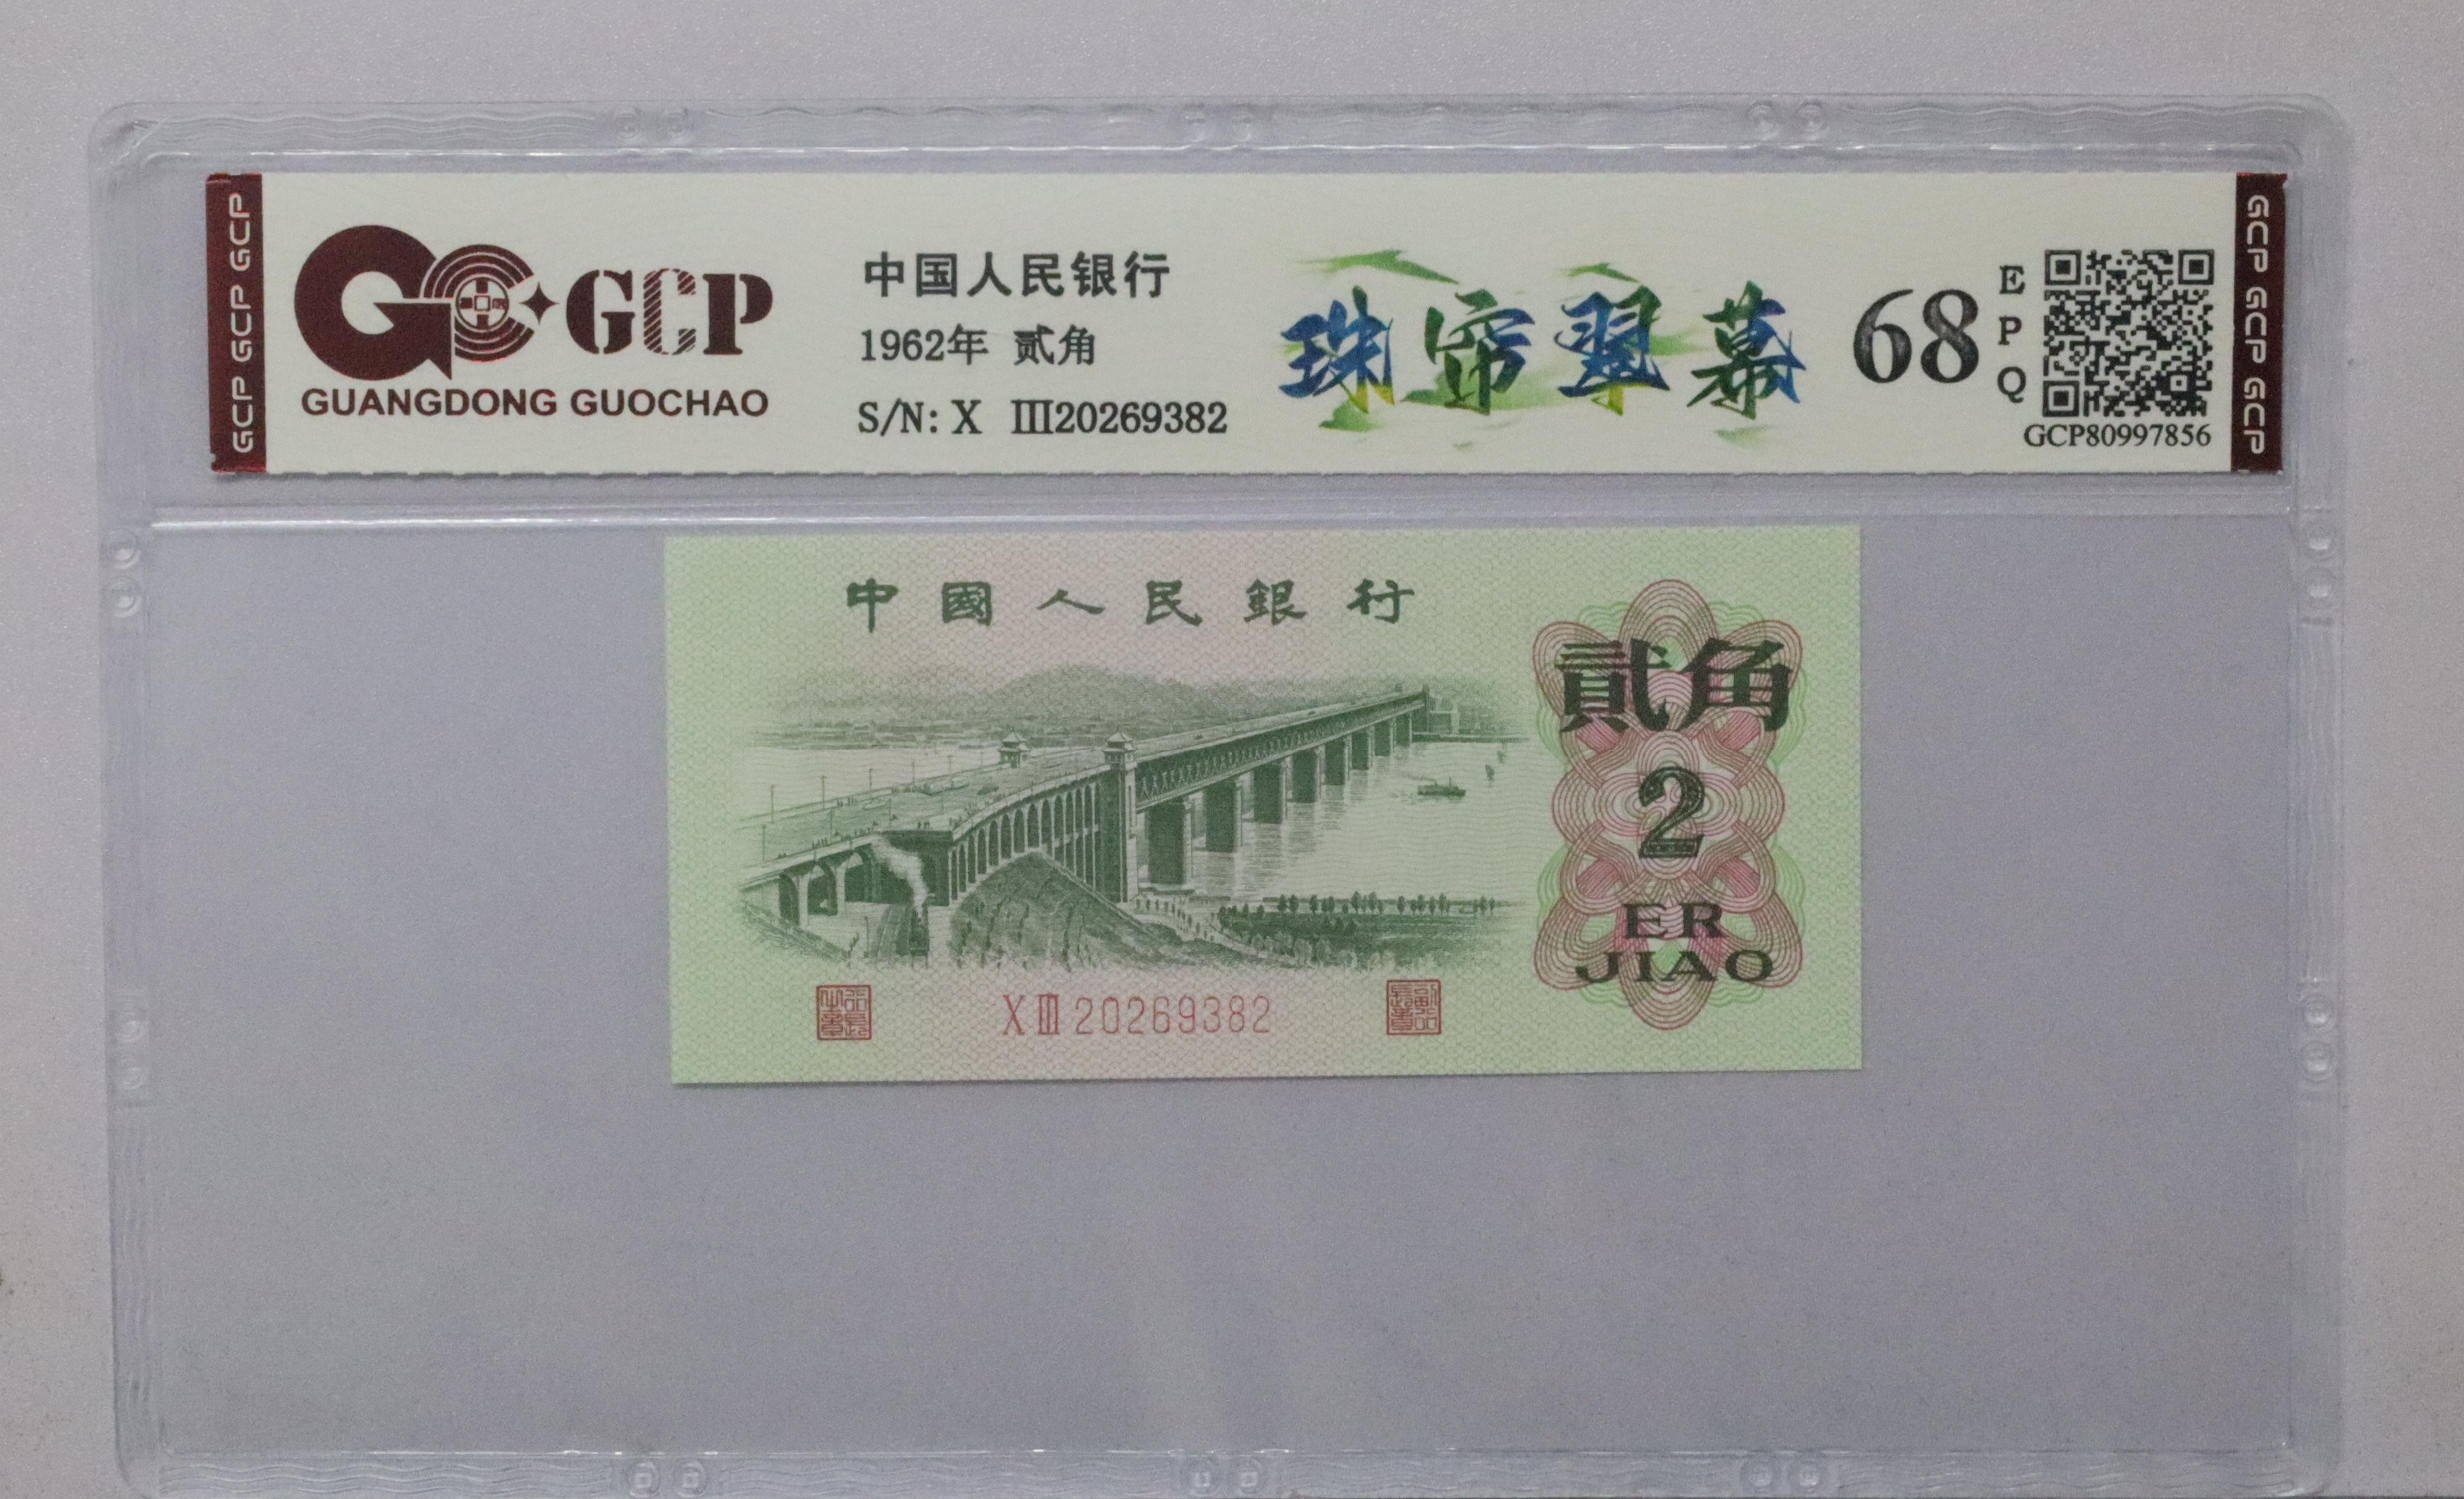 GCP GCP GCP
GCP
GUANGDONG GUOCHAO
中国人民银行
1962年 贰角
S/N: X Ⅲ20269382
珠帘翠幕
68
E
P
Q
GCP80997856
GCP GCP GCP
中國人民銀行
貳角
2
ER
JIAO
XⅢ20269382